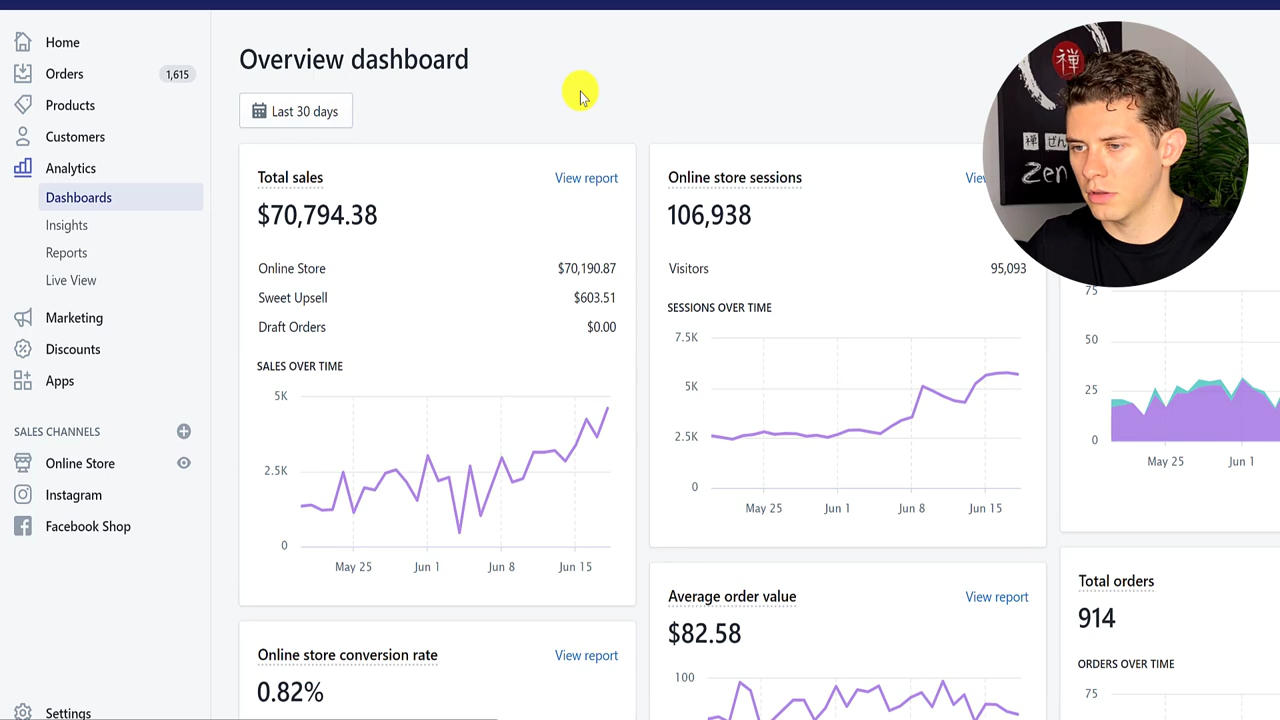 Home
Orders 1,615
Products
Customers
Analytics
Dashboards
Insights
Reports
Live View
Marketing
Discounts
Apps
SALES CHANNELS
Online Store
Instagram
Facebook Shop
Settings
Overview dashboard
Last 30 days
Total sales View report
$70,794.38
Online Store $70,190.87
Sweet Upsell $603.51
Draft Orders $0.00
SALES OVER TIME
5K
2.5K
0
May 25 Jun 1 Jun 8 Jun 15
Online store conversion rate View report
0.82%
Online store sessions Vie
106,938
Visitors 95,093
SESSIONS OVER TIME
7.5K
5K
2.5K
0
May 25 Jun 1 Jun 8 Jun 15
Average order value View report
$82.58
100
禅
禅 ぜん
zen
75
50
25
0
May 25 Jun 1
Total orders
914
ORDERS OVER TIME
75